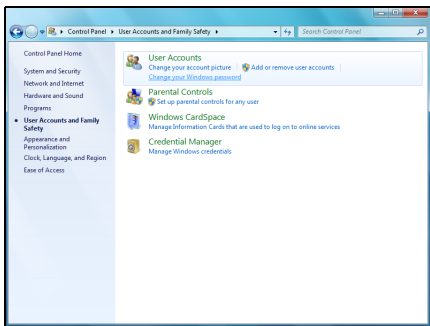 Control Panel ▸ User Accounts and Family Safety ▸
Search Control Panel
Control Panel Home
System and Security
Network and Internet
Hardware and Sound
Programs
User Accounts and Family
Safety
Appearance and
Personalization
Clock, Language, and Region
Ease of Access
User Accounts
Change your account picture | Add or remove user accounts |
Change your Windows password
Parental Controls
Set up parental controls for any user
Windows CardSpace
Manage Information Cards that are used to log on to online services
Credential Manager
Manage Windows credentials